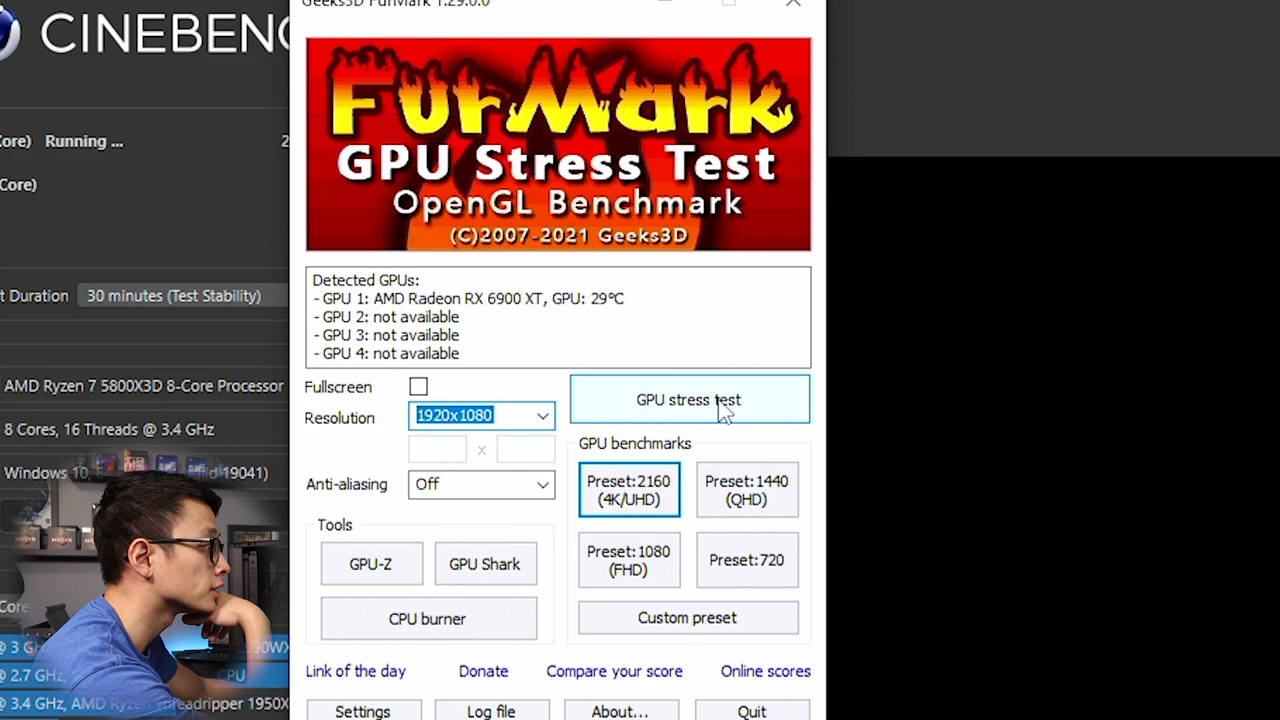 Geeks3D FurMark 1.29.0.0
CINEBENC
Core) Running ... 2
Core)
t Duration 30 minutes (Test Stability)
AMD Ryzen 7 5800X3D 8-Core Processor
8 Cores, 16 Threads @ 3.4 GHz
Windows 10, 19041)
Core
@ 3 G 90WX
@ 2.7 GHz CPU
@ 3.4 GHz, AMD Ryzen Threadripper 1950X
FurMark
GPU Stress Test
OpenGL Benchmark
(C)2007-2021 Geeks3D
Detected GPUs:
- GPU 1: AMD Radeon RX 6900 XT, GPU: 29°C
- GPU 2: not available
- GPU 3: not available
- GPU 4: not available
Fullscreen
GPU stress test
Resolution 1920x1080
x
Anti-aliasing Off
GPU benchmarks
Preset:2160
(4K/UHD)
Preset:1440
(QHD)
Preset:1080
(FHD)
Preset:720
Custom preset
Tools
GPU-Z GPU Shark
CPU burner
Link of the day Donate Compare your score Online scores
Settings Log file About... Quit